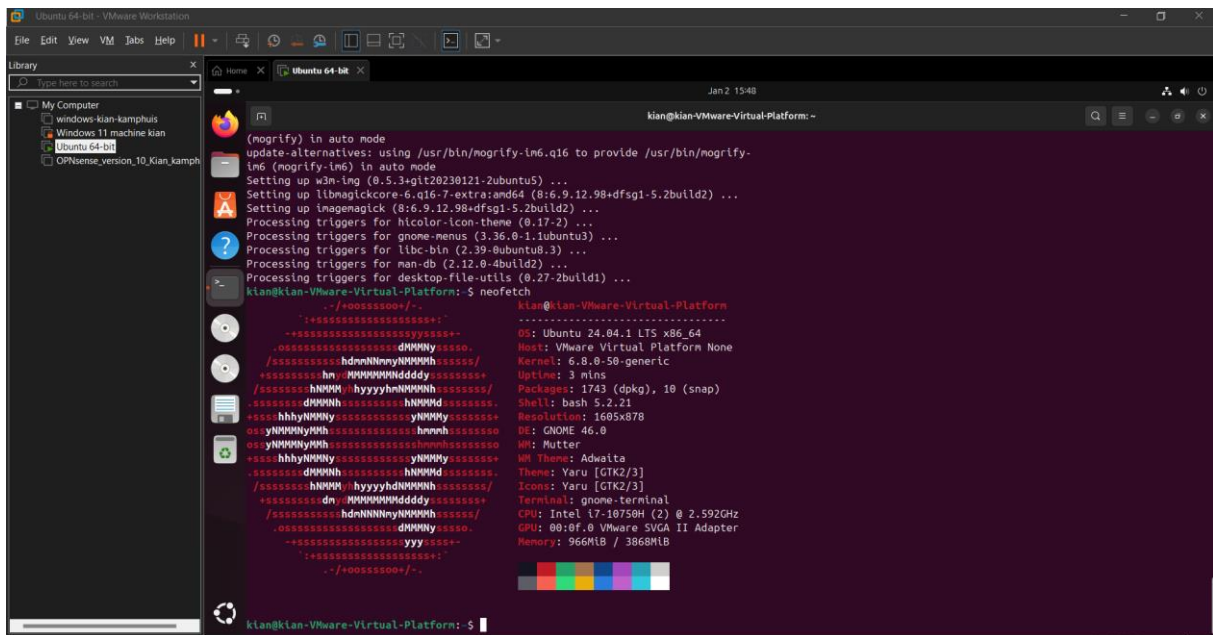 Ubuntu 64-bit - VMware Workstation
File Edit View VM Tabs Help
Library
Type here to search
My Computer
windows-kian-kamphuis
Windows 11 machine kian
Ubuntu 64-bit
OPNsense_version_10_Kian_kamph
Home
Ubuntu 64-bit
Jan 2 15:48
kian@kian-VMware-Virtual-Platform: ~
(mogrify) in auto mode
update-alternatives: using /usr/bin/mogrify-im6.q16 to provide /usr/bin/mogrify-
im6 (mogrify-im6) in auto mode
Setting up w3m-img (0.5.3+git20230121-2ubuntu5) ...
Setting up libmagickcore-6.q16-7-extra:amd64 (8:6.9.12.98+dfsg1-5.2build2) ...
Setting up imagemagick (8:6.9.12.98+dfsg1-5.2build2) ...
Processing triggers for hicolor-icon-theme (0.17-2) ...
Processing triggers for gnome-menus (3.36.0-1.1ubuntu3) ...
Processing triggers for libc-bin (2.39-0ubuntu8.3) ...
Processing triggers for man-db (2.12.0-4build2) ...
Processing triggers for desktop-file-utils (0.27-2build1) ...
kian@kian-VMware-Virtual-Platform:~$ neofetch
kian@kian-VMware-Virtual-Platform
---------------------------------
OS: Ubuntu 24.04.1 LTS x86_64
Host: VMware Virtual Platform None
Kernel: 6.8.0-50-generic
Uptime: 3 mins
Packages: 1743 (dpkg), 10 (snap)
Shell: bash 5.2.21
Resolution: 1605x878
DE: GNOME 46.0
WM: Mutter
WM Theme: Adwaita
Theme: Yaru [GTK2/3]
Icons: Yaru [GTK2/3]
Terminal: gnome-terminal
CPU: Intel i7-10750H (2) @ 2.592GHz
GPU: 00:0f.0 VMware SVGA II Adapter
Memory: 966MiB / 3868MiB
kian@kian-VMware-Virtual-Platform:~$